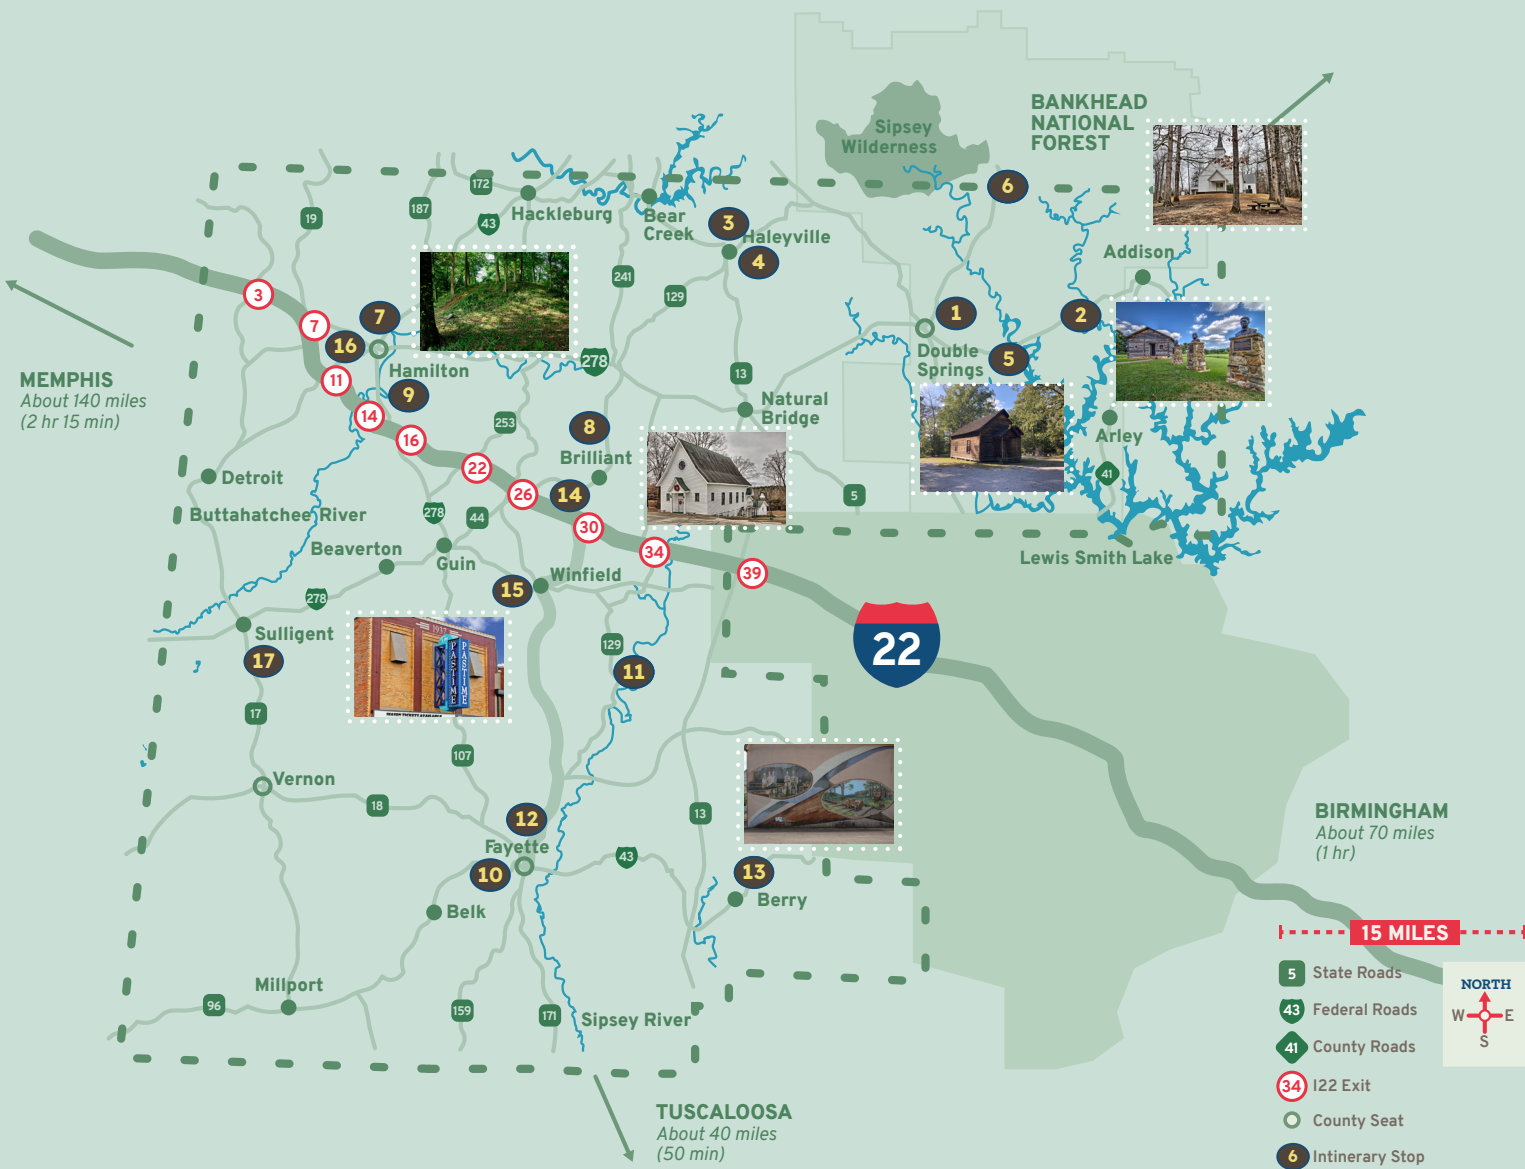 BANKHEAD
NATIONAL
FOREST
Sipsey
Wilderness
6
172
187
19
43
Hackleburg
Bear
Creek
3
Haleyville
4
Addison
241
129
3
7
7
16
Hamilton
11
9
14
16
278
1
2
Double
Springs
5
13
Natural
Bridge
MEMPHIS
About 140 miles
(2 hr 15 min)
253
8
Brilliant
22
26
14
30
34
39
Arley
41
5
Detroit
Buttahatchee River
278
44
Beaverton
Guin
Lewis Smith Lake
15
Winfield
278
Sulligent
17
17
1937
PASTIME
PASTIME
129
11
22
107
Vernon
18
13
12
Fayette
10
43
13
Berry
Belk
BIRMINGHAM
About 70 miles
(1 hr)
Millport
96
159
171
Sipsey River
TUSCALOOSA
About 40 miles
(50 min)
15 MILES
5 State Roads
43 Federal Roads
41 County Roads
34 I22 Exit
County Seat
6 Intinerary Stop
NORTH
W E
S